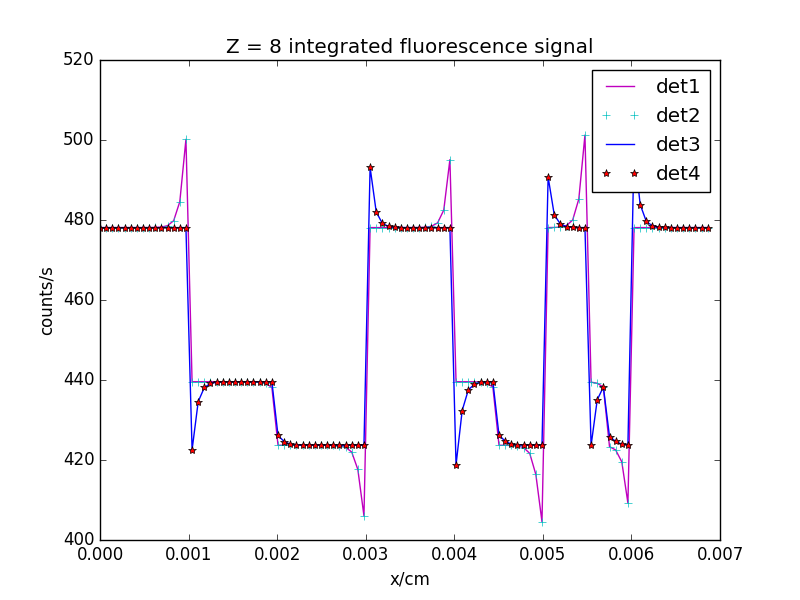 Z = 8 integrated fluorescence signal
520
500
480
460
440
420
400
counts/s
det1
det2
det3
det4
0.000
0.001
0.002
0.003
0.004
0.005
0.006
0.007
x/cm